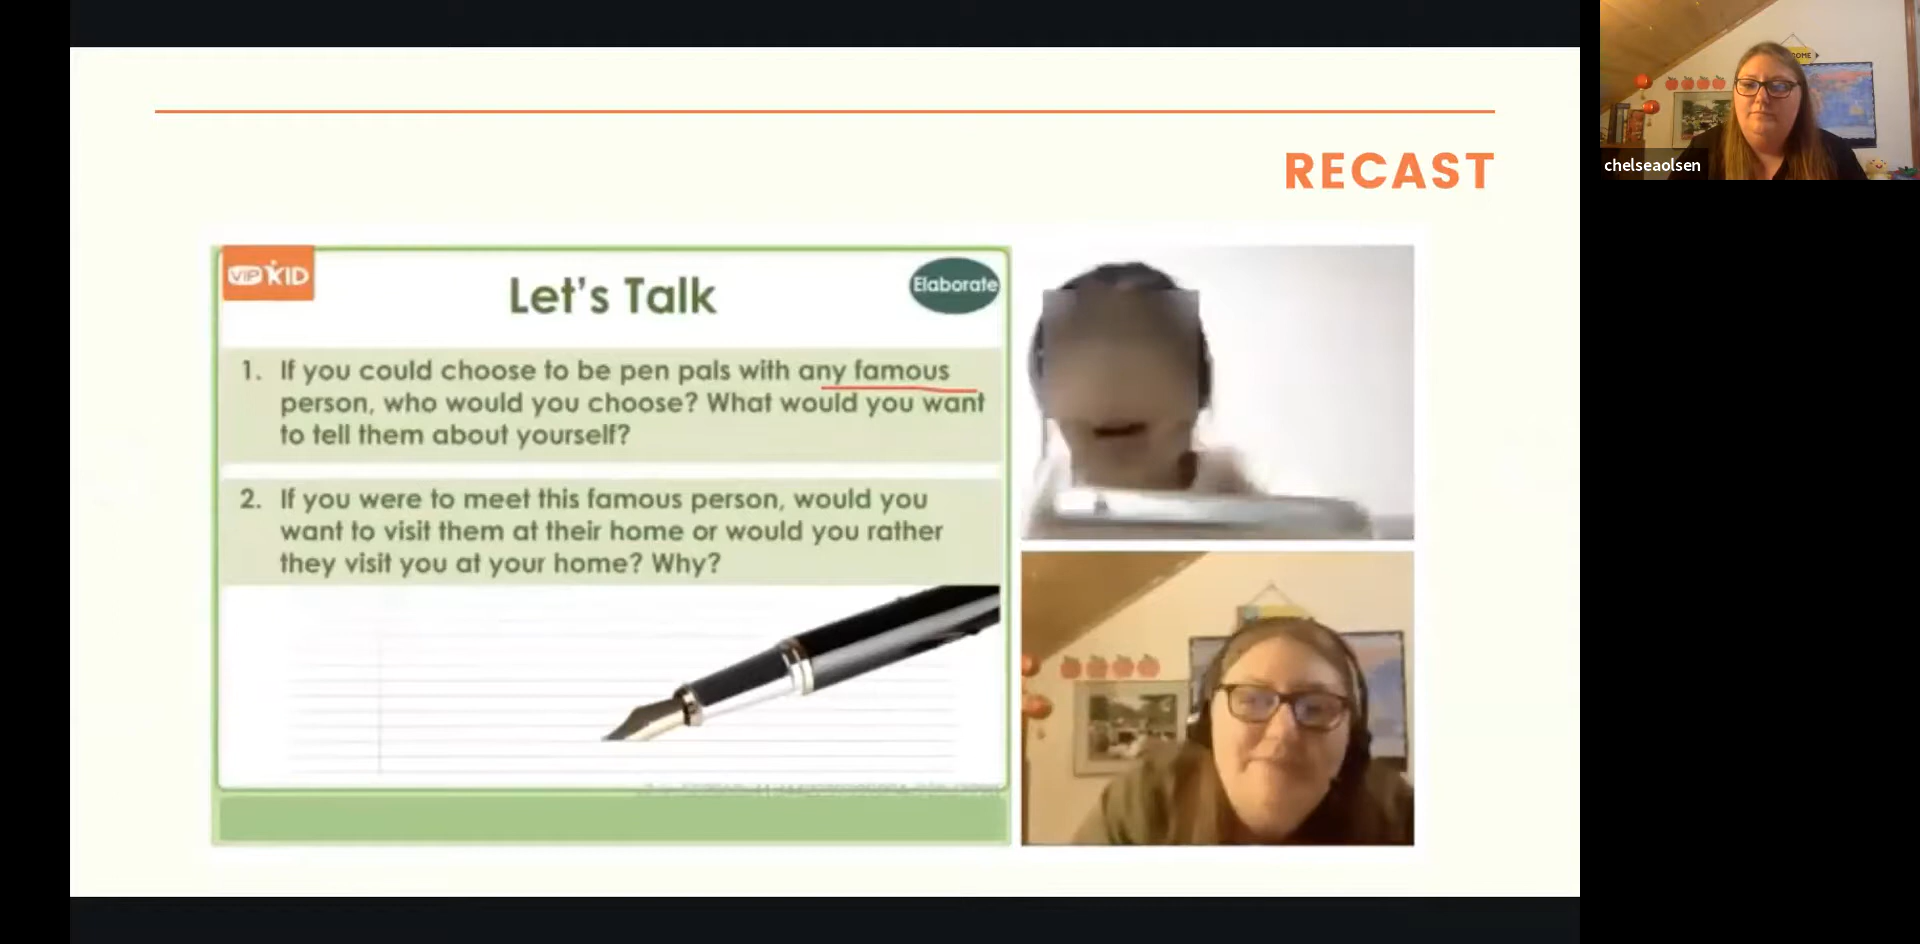 RECAST
VIPKID
Let's Talk
Elaborate
1. If you could choose to be pen pals with any famous
person, who would you choose? What would you want
to tell them about yourself?
2. If you were to meet this famous person, would you
want to visit them at their home or would you rather
they visit you at your home? Why?
OME
chelseaolsen